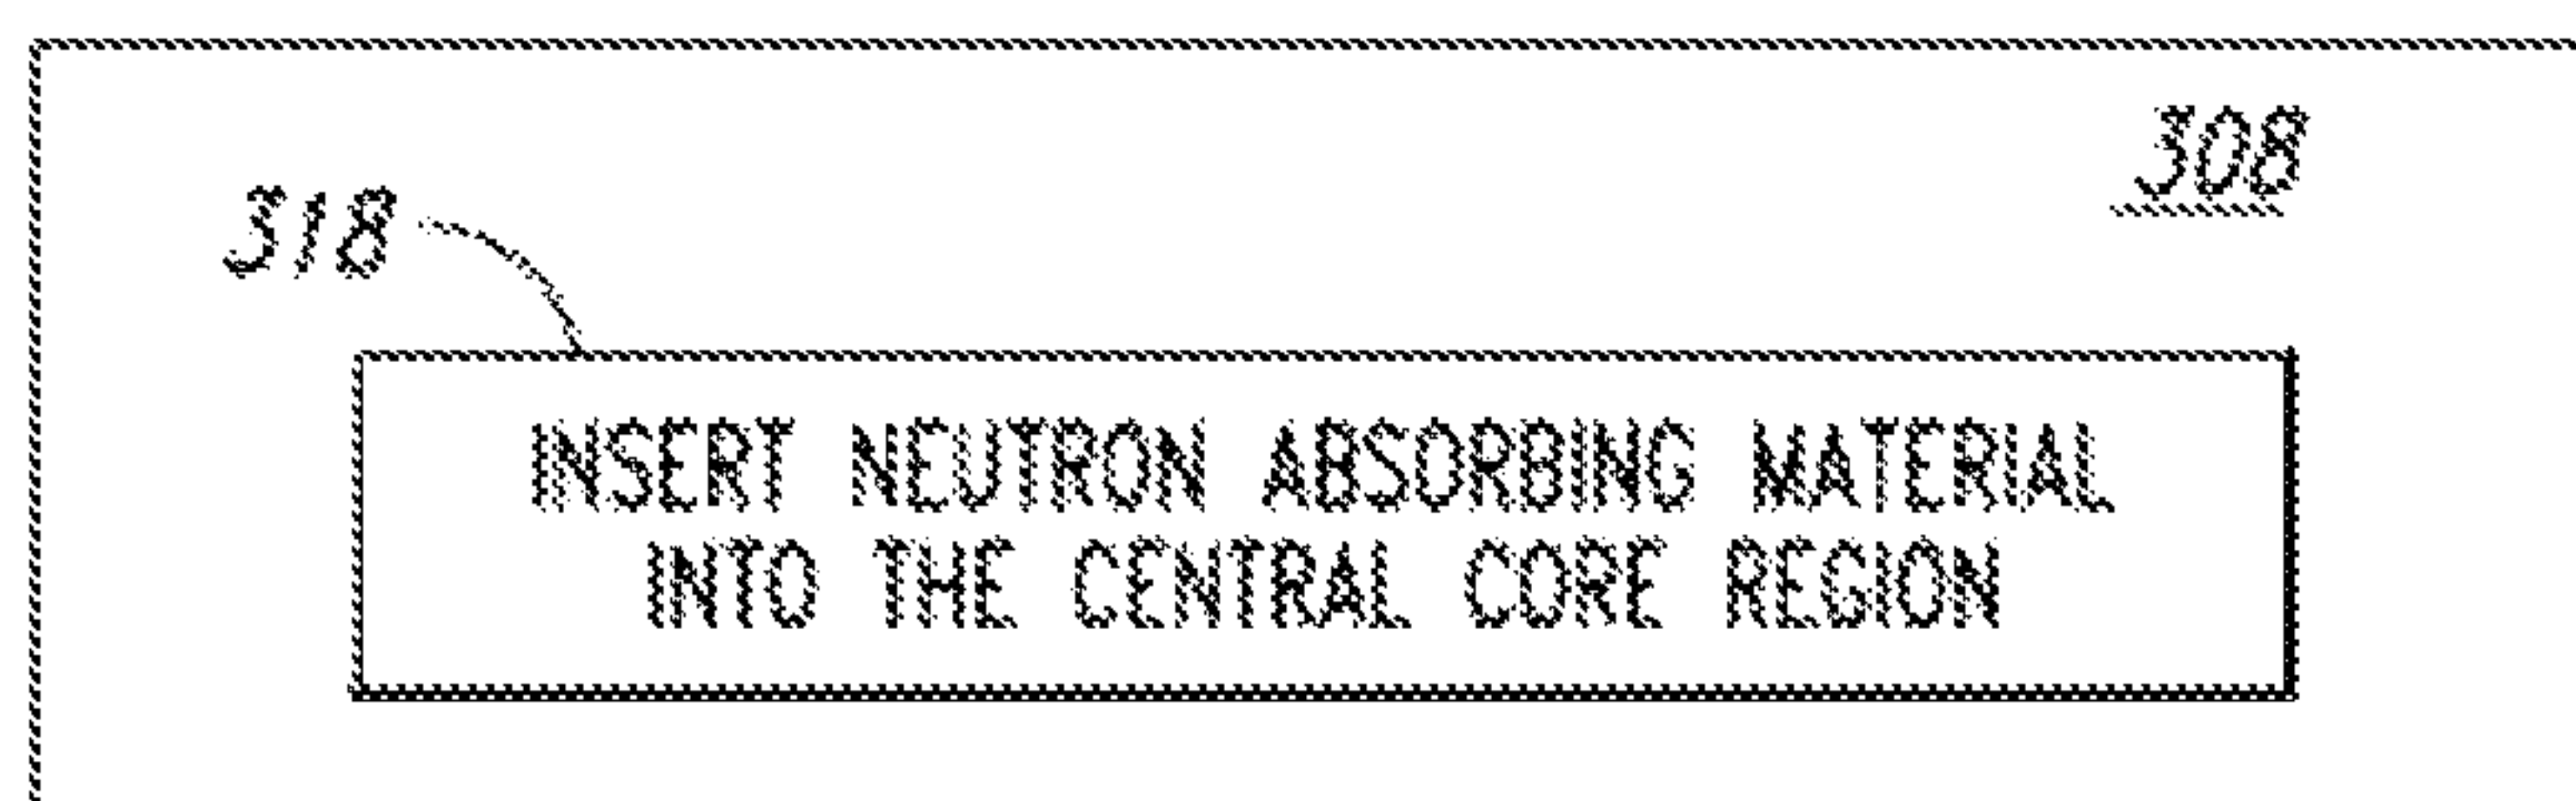 308
318
INSERT NEUTRON ABSORBING MATERIAL
INTO THE CENTRAL CORE REGION